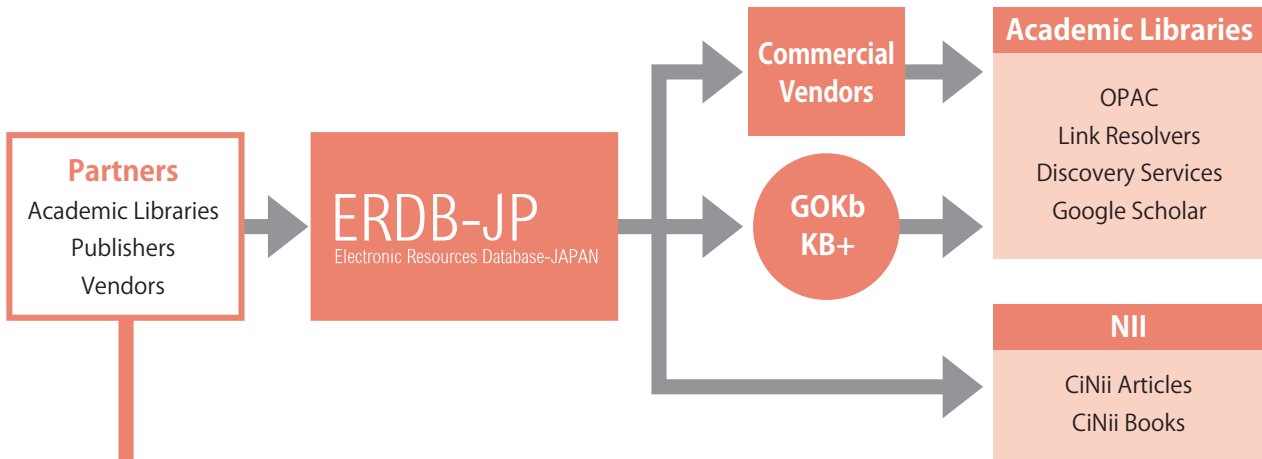 Partners
Academic Libraries
Publishers
Vendors
ERDB-JP
Electronic Resources Database-JAPAN
Commercial
Vendors
GOKb
KB+
Academic Libraries
OPAC
Link Resolvers
Discovery Services
Google Scholar
NII
CiNii Articles
CiNii Books